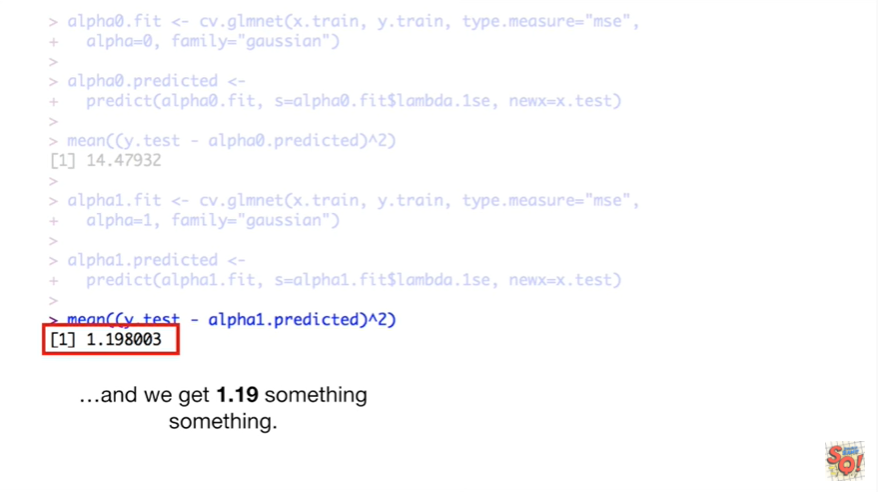 > alpha0.fit <- cv.glmnet(x.train, y.train, type.measure="mse",
+   alpha=0, family="gaussian")
>
> alpha0.predicted <-
+   predict(alpha0.fit, s=alpha0.fit$lambda.1se, newx=x.test)
>
> mean((y.test - alpha0.predicted)^2)
[1] 14.47932
>
> alpha1.fit <- cv.glmnet(x.train, y.train, type.measure="mse",
+   alpha=1, family="gaussian")
>
> alpha1.predicted <-
+   predict(alpha1.fit, s=alpha1.fit$lambda.1se, newx=x.test)
>
> mean((y.test - alpha1.predicted)^2)
[1] 1.198003
…and we get 1.19 something
something.
SQ!